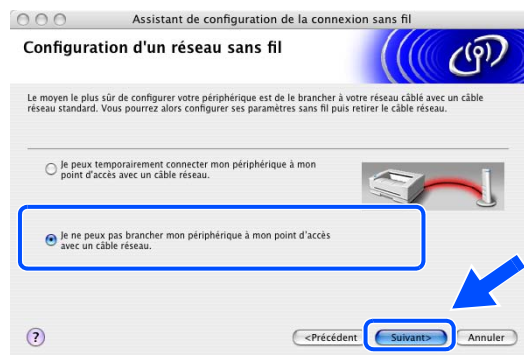 Assistant de configuration de la connexion sans fil
Configuration d'un réseau sans fil
Le moyen le plus sûr de configurer votre périphérique est de le brancher à votre réseau câblé avec un câble
réseau standard. Vous pourrez alors configurer ses paramètres sans fil puis retirer le câble réseau.
Je peux temporairement connecter mon périphérique à mon
point d'accès avec un câble réseau.
Je ne peux pas brancher mon périphérique à mon point d'accès
avec un câble réseau.
?
<Précédent
Suivant>
Annuler